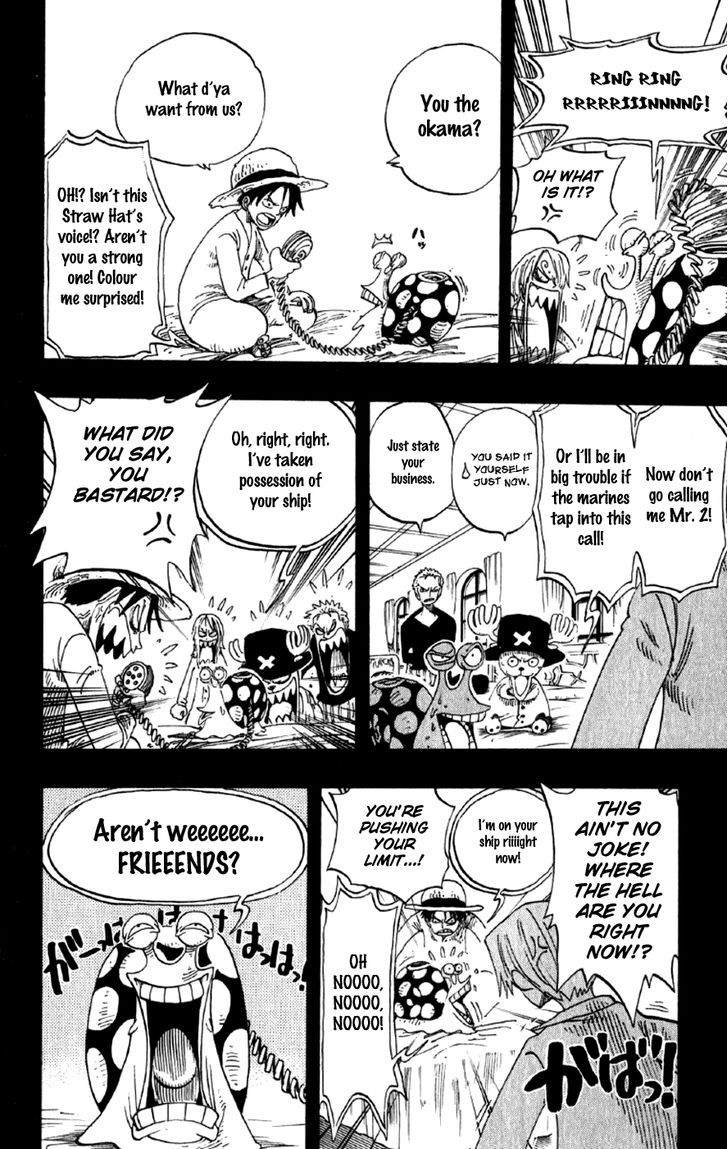 RING RING
RRRRRIIINNNNG!
OH WHAT
IS IT!?
You the
okama?
What d'ya
want from us?
OH!? Isn't this
Straw Hat's
voice!? Aren't
you a strong
one! Colour
me surprised!
Now don't
go calling
me Mr. 2!
Or I'll be in
big trouble if
the marines
tap into this
call!
YOU SAID IT
YOURSELF
JUST NOW.
Just state
your
business.
Oh, right, right.
I've taken
possession of
your ship!
WHAT DID
YOU SAY,
YOU
BASTARD!?
THIS
AIN'T NO
JOKE!
WHERE
THE HELL
ARE YOU
RIGHT
NOW!?
I'm on your
ship riiiight
now!
YOU'RE
PUSHING
YOUR
LIMIT...!
OH
NOOOO,
NOOOO,
NOOOO!
がばっ!
Aren't weeeeee...
FRIEEENDS?